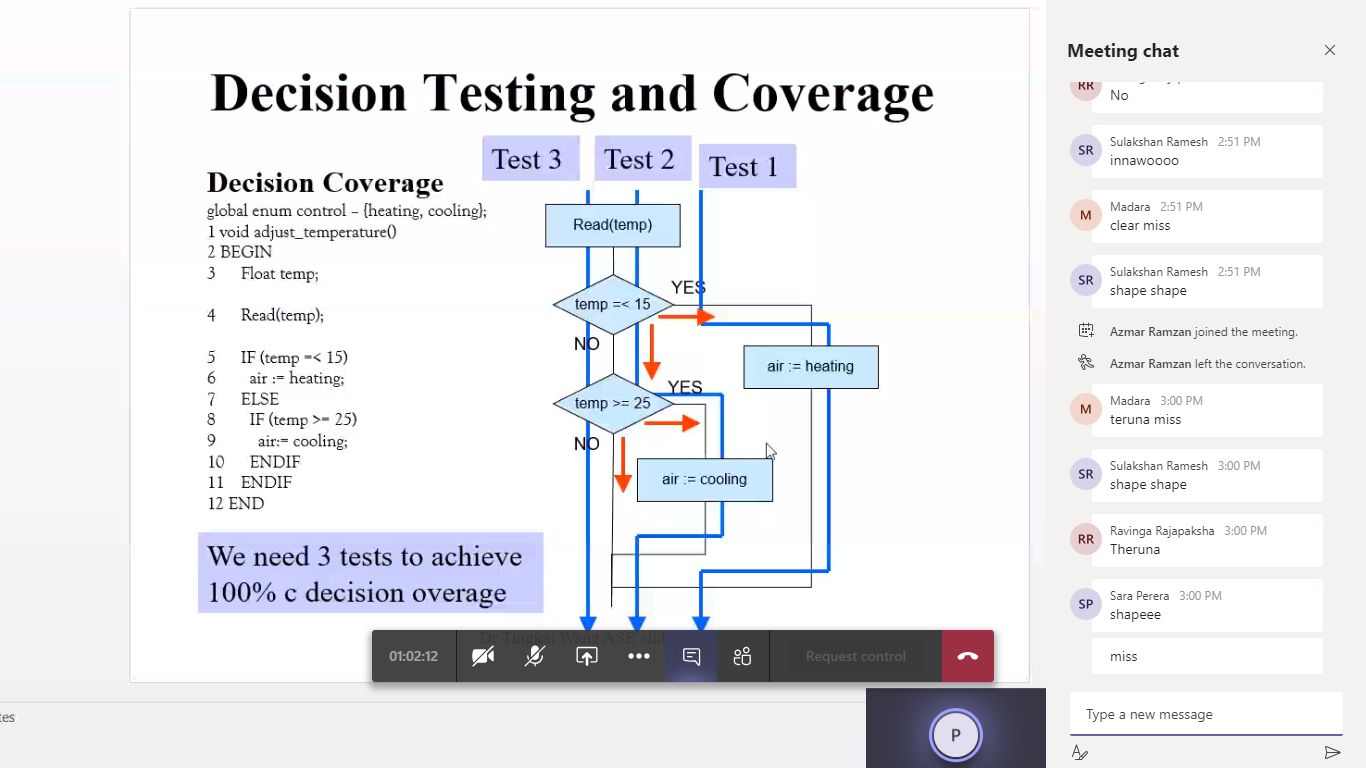 Decision Testing and Coverage
Test 3
Test 2
Test 1
Decision Coverage
global enum control – {heating, cooling};
1 void adjust_temperature()
2 BEGIN
3 Float temp;
4 Read(temp);
5 IF (temp =< 15)
6 air := heating;
7 ELSE
8 IF (temp >= 25)
9 air:= cooling;
10 ENDIF
11 ENDIF
12 END
We need 3 tests to achieve
100% c decision overage
Read(temp)
temp =< 15
YES
NO
air := heating
temp >= 25
YES
NO
air := cooling
Dr Tingkai Wang ASE slid
01:02:12
Request control
tes
P
Meeting chat
RR
No
SR
Sulakshan Ramesh 2:51 PM
innawoooo
M
Madara 2:51 PM
clear miss
SR
Sulakshan Ramesh 2:51 PM
shape shape
Azmar Ramzan joined the meeting.
Azmar Ramzan left the conversation.
M
Madara 3:00 PM
teruna miss
SR
Sulakshan Ramesh 3:00 PM
shape shape
RR
Ravinga Rajapaksha 3:00 PM
Theruna
SP
Sara Perera 3:00 PM
shapeee
miss
Type a new message